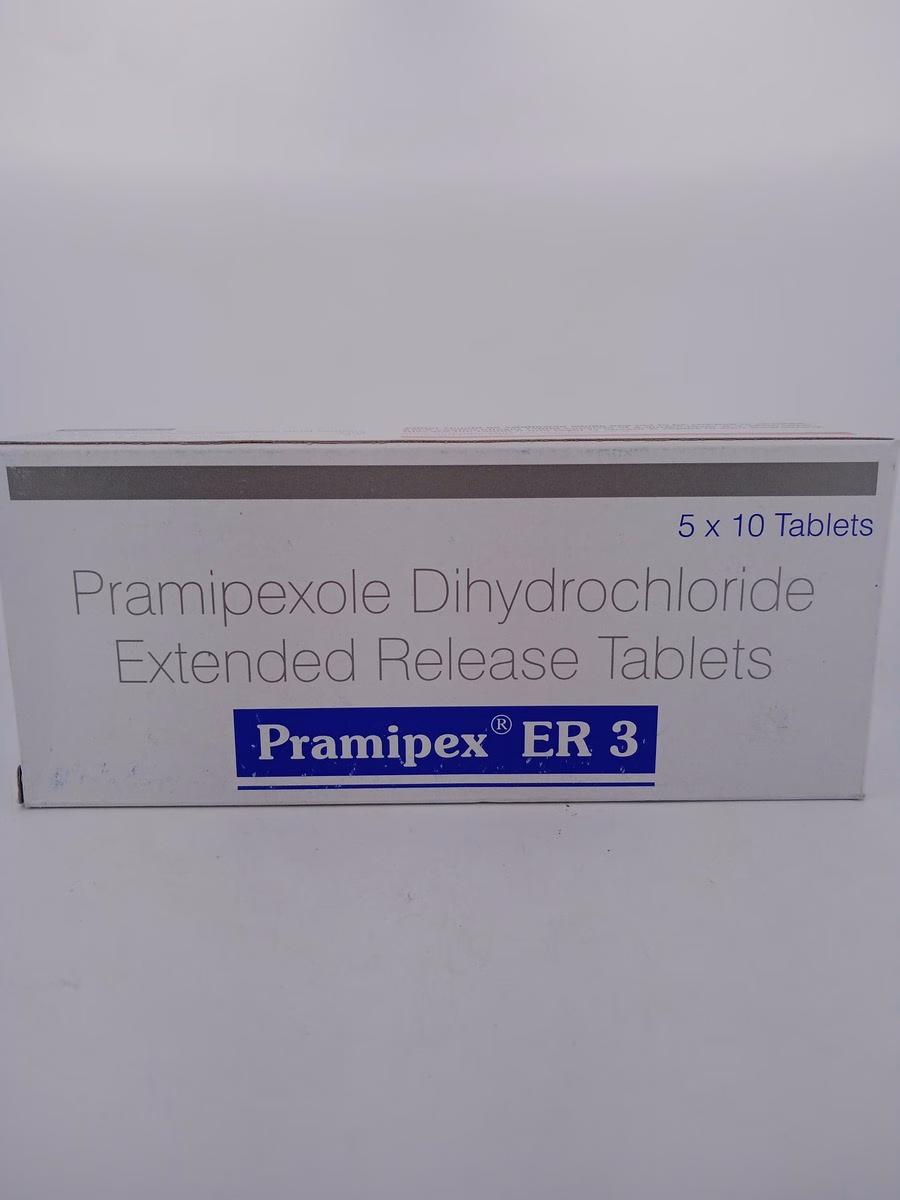 5 x 10 Tablets
Pramipexole Dihydrochloride
Extended Release Tablets
Pramipex® ER 3